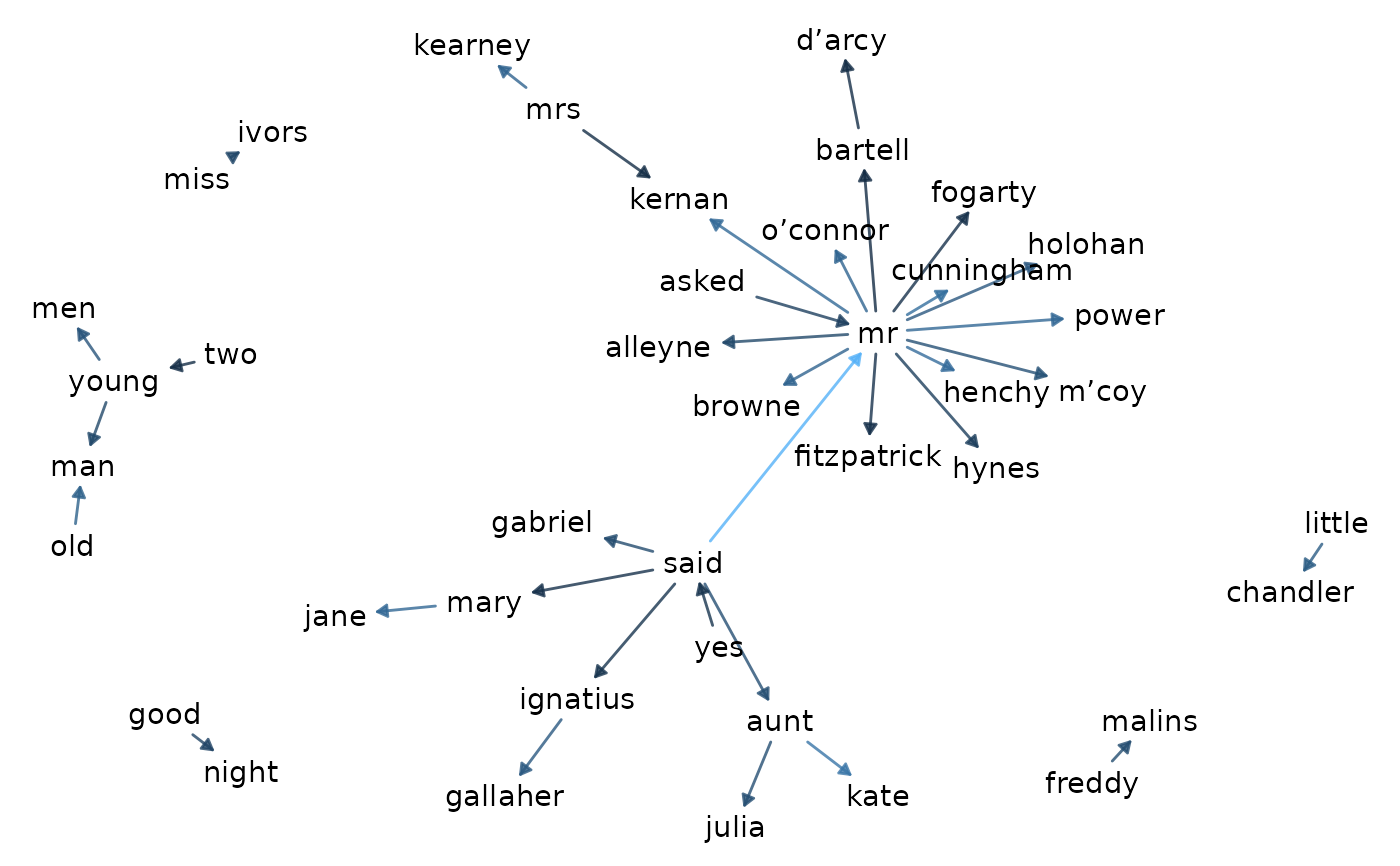 d’arcy
kearney
mrs
ivors
bartell
miss
fogarty
kernan
o’connor
holohan
cunningham
asked
men
power
mr
alleyne
two
young
henchy
m’coy
browne
fitzpatrick
man
hynes
gabriel
little
old
said
chandler
mary
jane
yes
ignatius
good
aunt
malins
night
freddy
gallaher
kate
julia